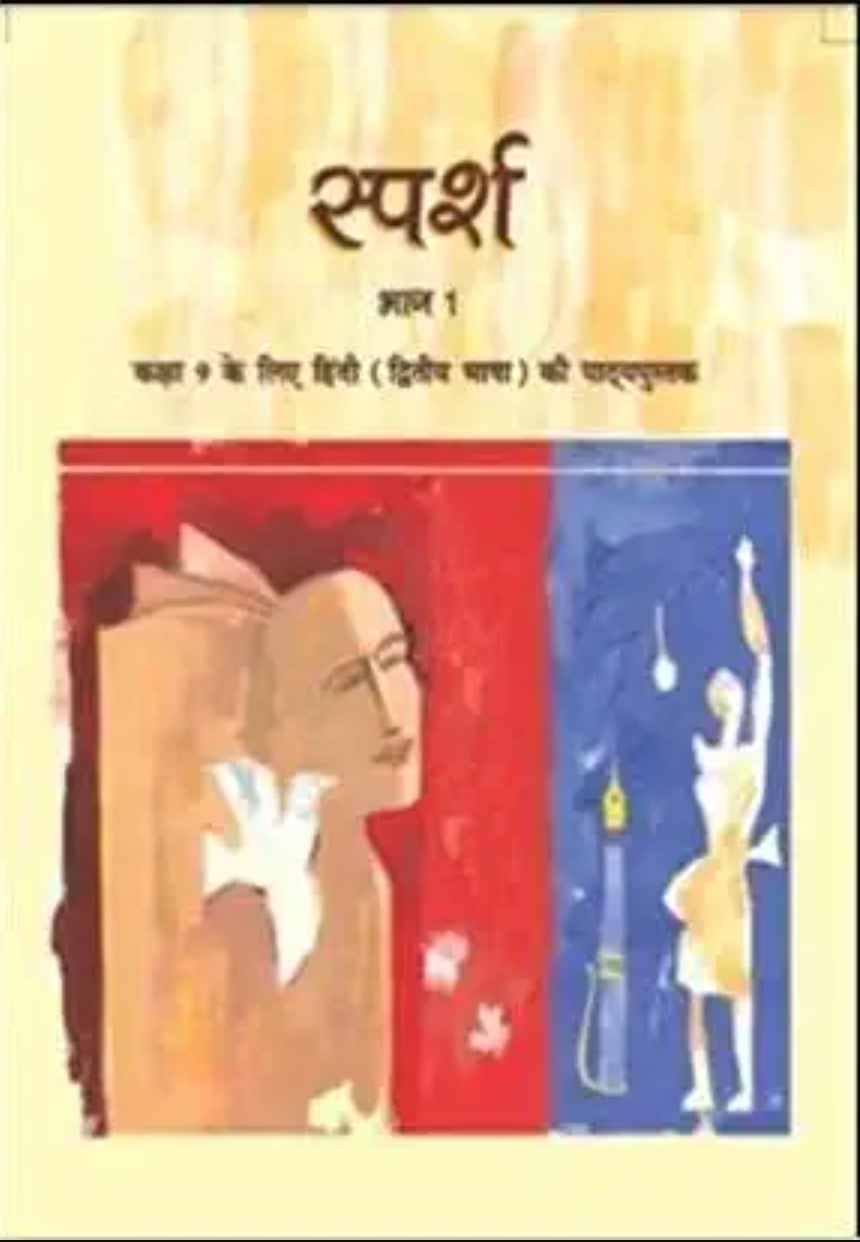 स्पर्श
भाग 1
कक्षा 9 के लिए हिंदी ( द्वितीय भाषा ) की पाठ्यपुस्तक